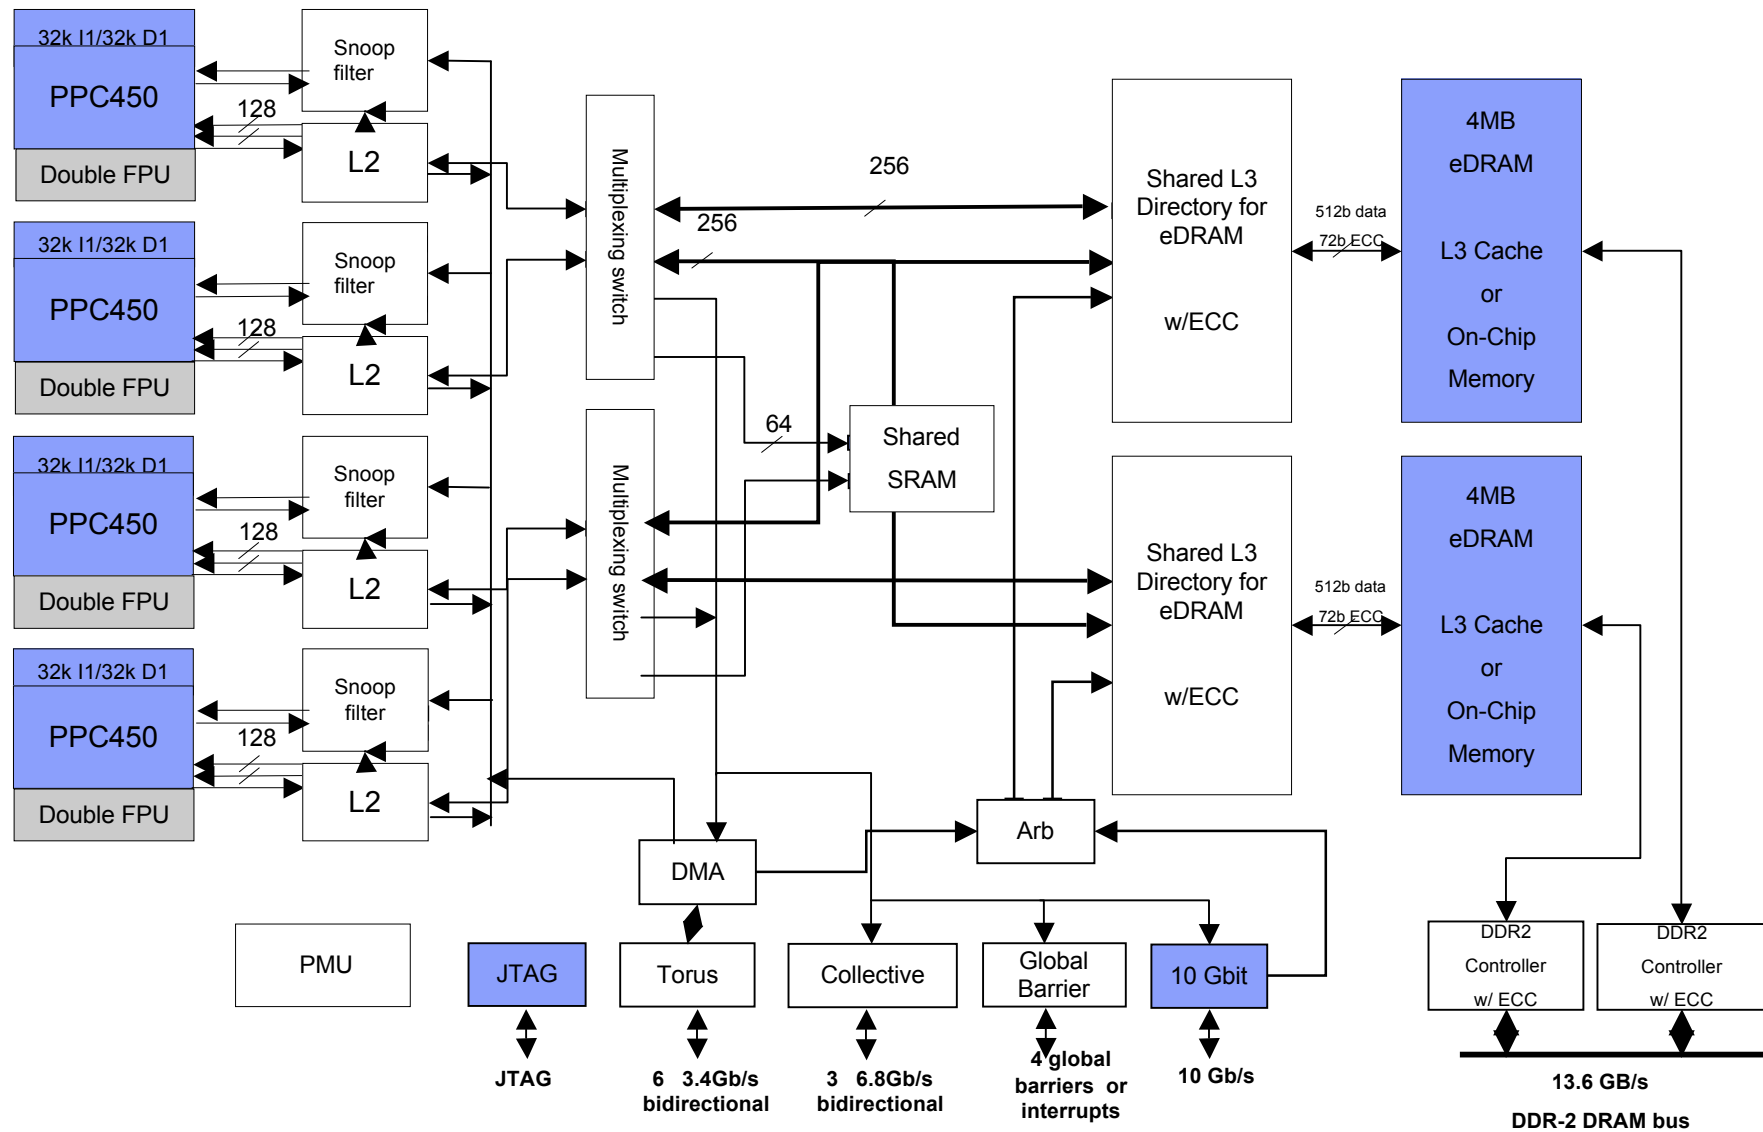 32k I1/32k D1
PPC450
Double FPU
128
Snoop
filter
L2
32k I1/32k D1
PPC450
Double FPU
128
Snoop
filter
L2
32k I1/32k D1
PPC450
Double FPU
128
Snoop
filter
L2
32k I1/32k D1
PPC450
Double FPU
128
Snoop
filter
L2
Multiplexing switch
Multiplexing switch
256
256
64
Shared
SRAM
Shared L3
Directory for
eDRAM
w/ECC
512b data
72b ECC
4MB
eDRAM
L3 Cache
or
On-Chip
Memory
Shared L3
Directory for
eDRAM
w/ECC
512b data
72b ECC
4MB
eDRAM
L3 Cache
or
On-Chip
Memory
Arb
DMA
PMU
JTAG
Torus
Collective
Global
Barrier
10 Gbit
DDR2
Controller
w/ ECC
DDR2
Controller
w/ ECC
JTAG
6 3.4Gb/s
bidirectional
3 6.8Gb/s
bidirectional
4 global
barriers or
interrupts
10 Gb/s
13.6 GB/s
DDR-2 DRAM bus